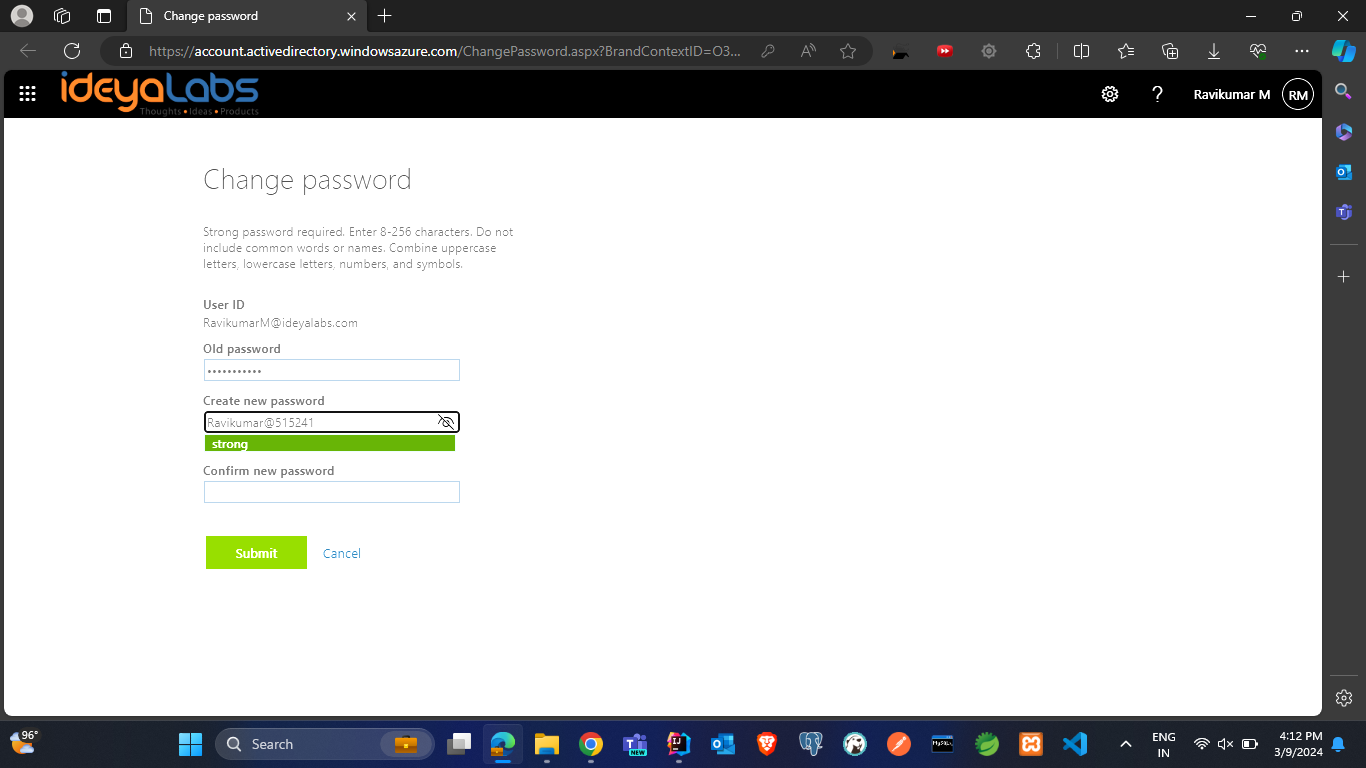 Change password
https://account.activedirectory.windowsazure.com/ChangePassword.aspx?BrandContextID=O3...
ideyaLabs
Thoughts • Ideas • Products
Ravikumar M
RM
Change password
Strong password required. Enter 8-256 characters. Do not
include common words or names. Combine uppercase
letters, lowercase letters, numbers, and symbols.
User ID
RavikumarM@ideyalabs.com
Old password
Create new password
Ravikumar@515241
strong
Confirm new password
Submit
Cancel
96°
Search
NEW
MySQL
ENG
IN
4:12 PM
3/9/2024